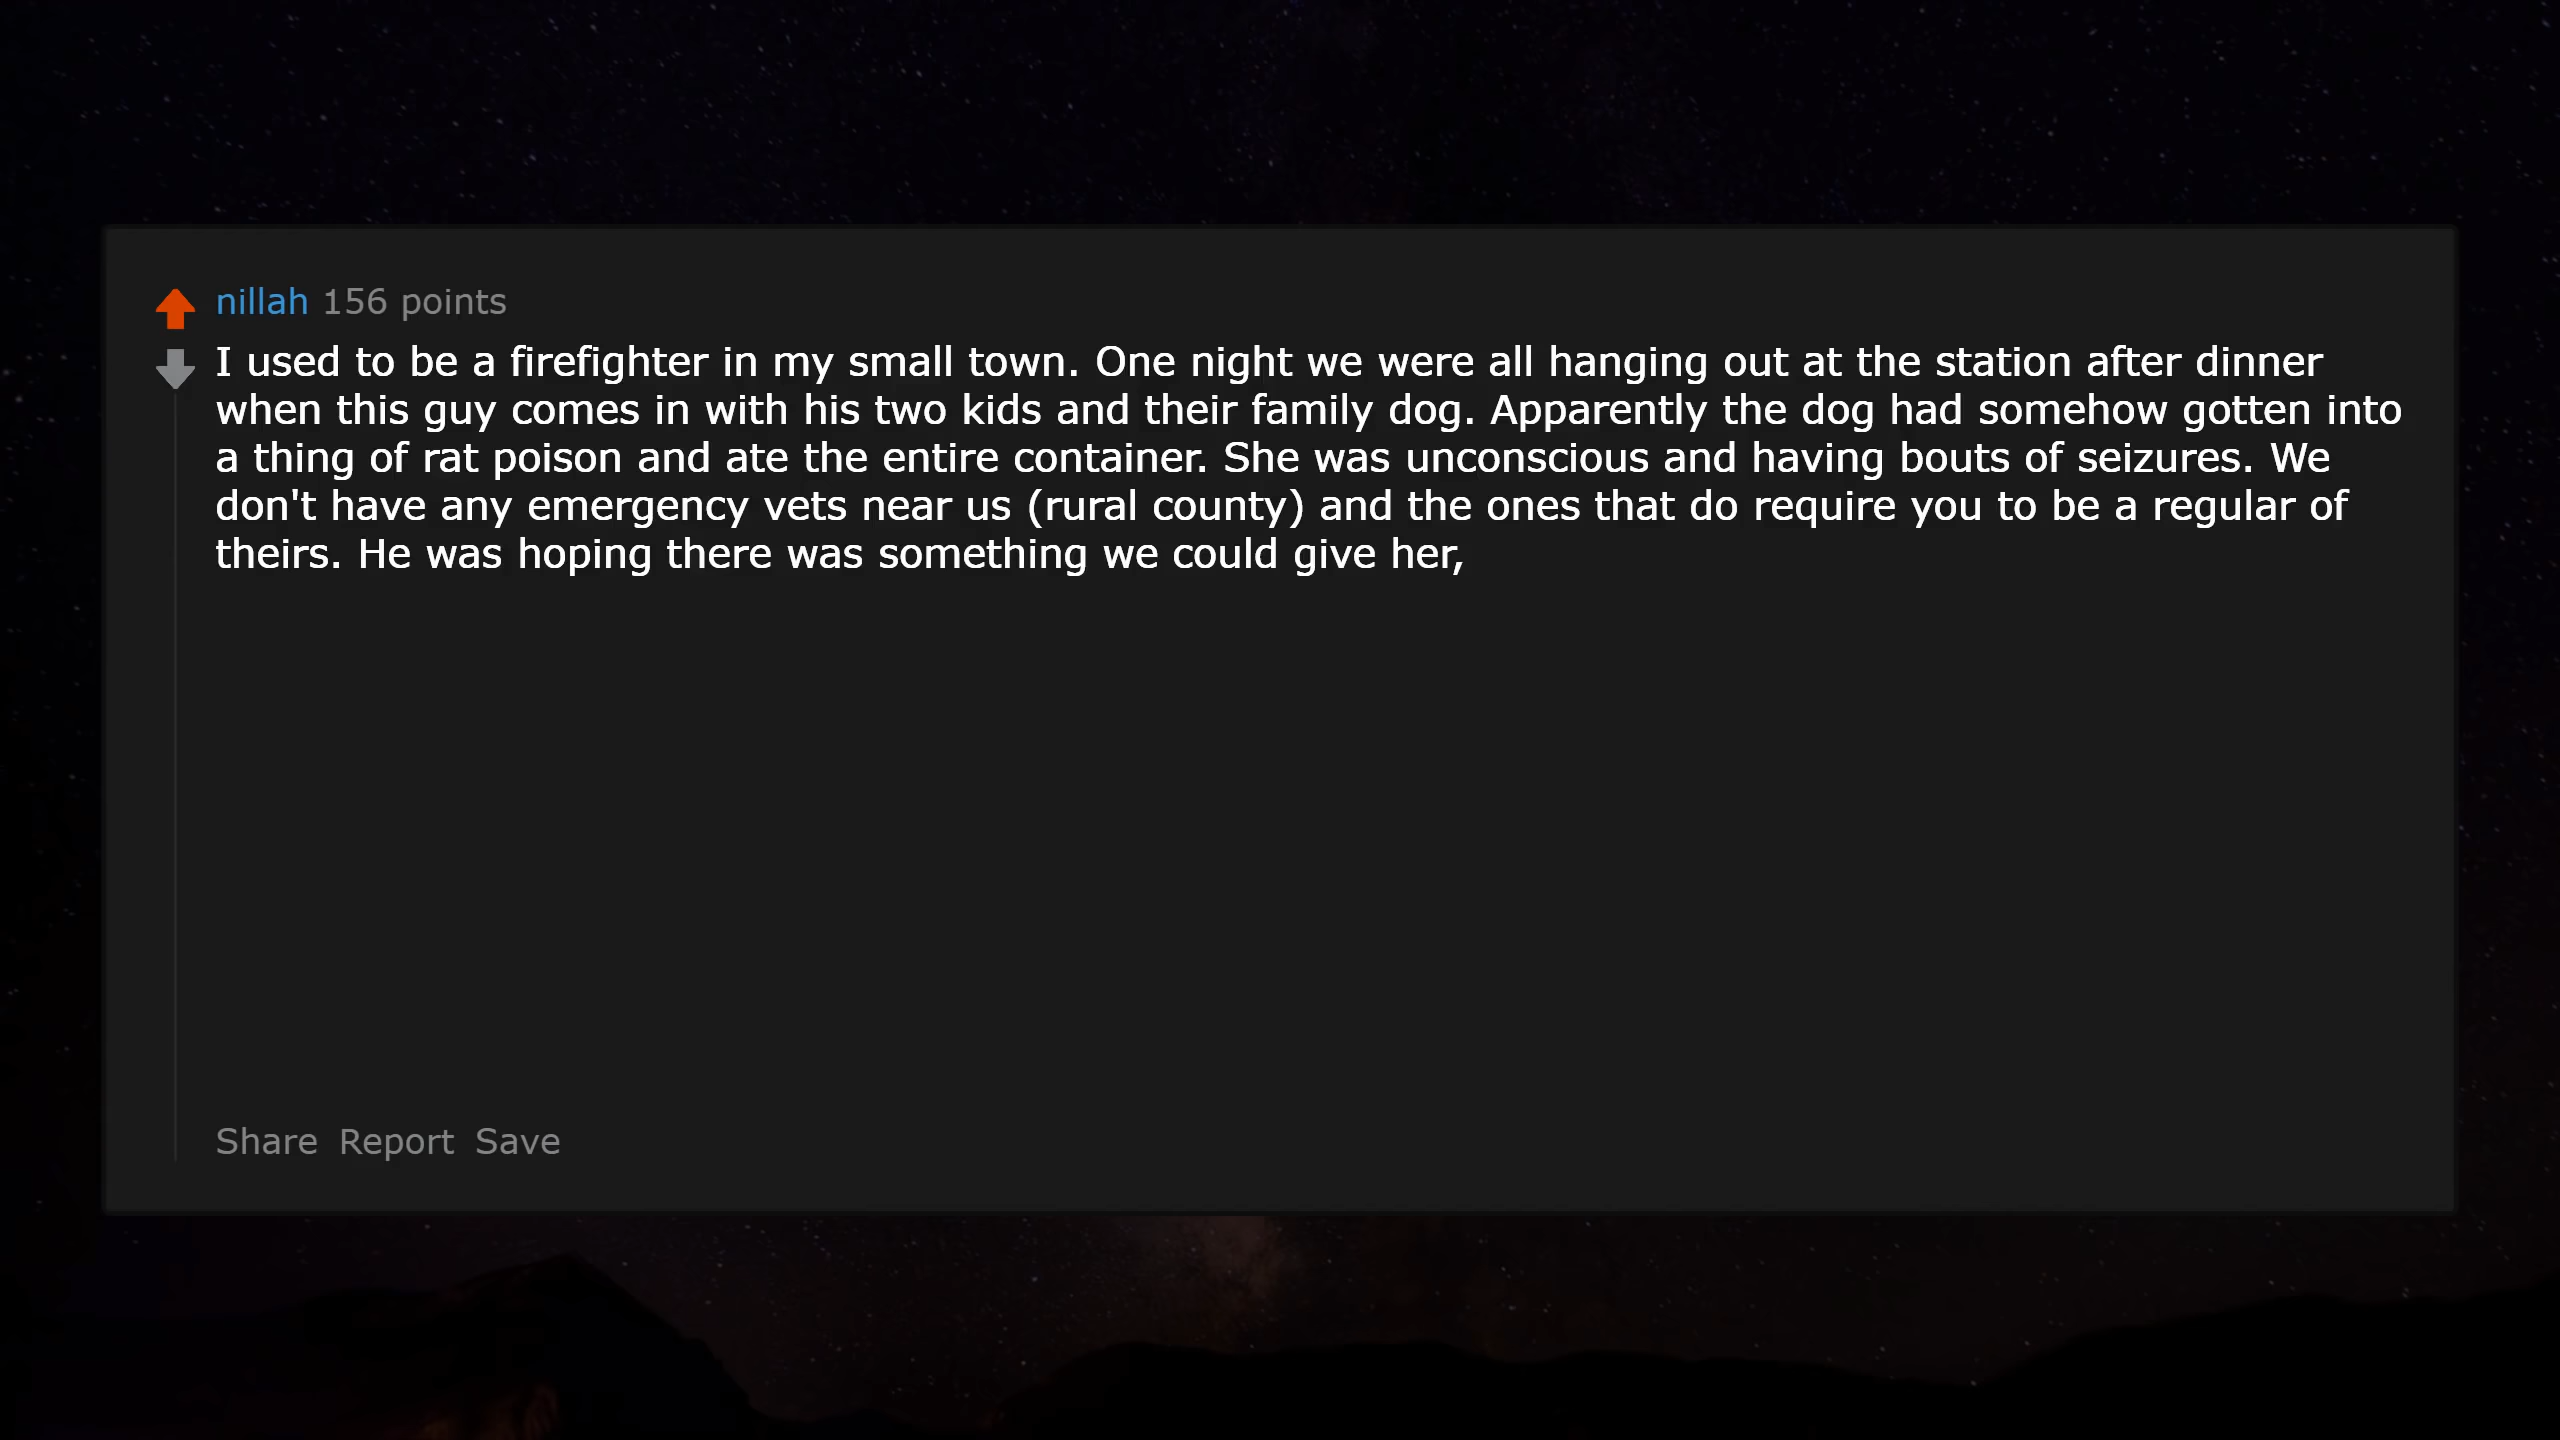 nillah 156 points
I used to be a firefighter in my small town. One night we were all hanging out at the station after dinner
when this guy comes in with his two kids and their family dog. Apparently the dog had somehow gotten into
a thing of rat poison and ate the entire container. She was unconscious and having bouts of seizures. We
don't have any emergency vets near us (rural county) and the ones that do require you to be a regular of
theirs. He was hoping there was something we could give her,
Share Report Save